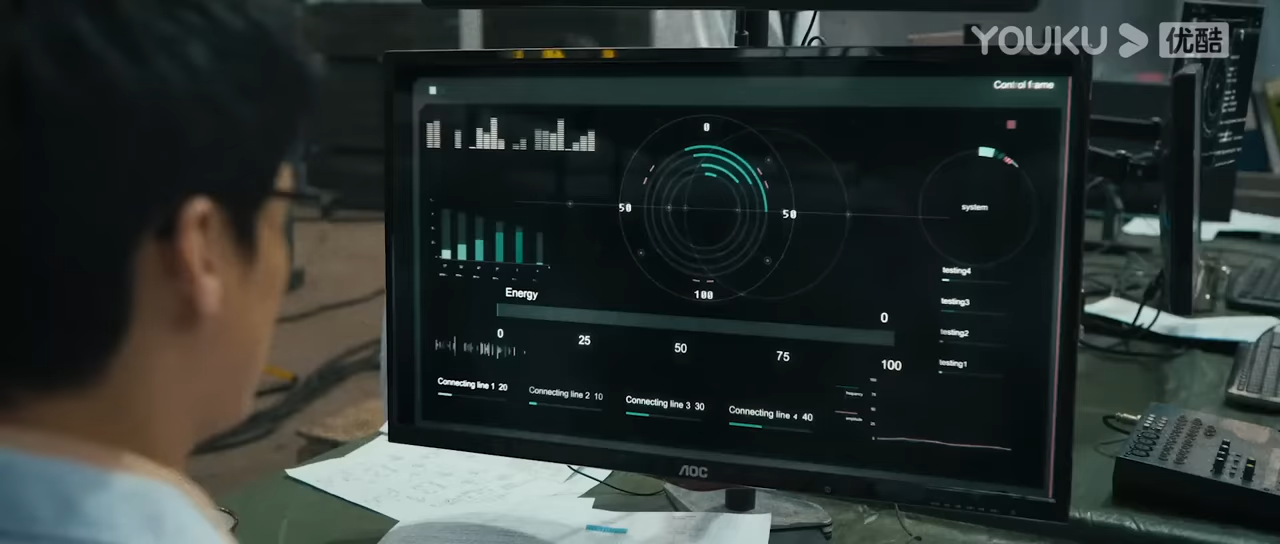 YOUKU 优酷
Control frame
0
50
50
100
system
testing4
testing3
testing2
testing1
Energy
0
0
25
50
75
100
Connecting line 1 20
Connecting line 2 10
Connecting line 3 30
Connecting line 4 40
frequency
amplitude
AOC